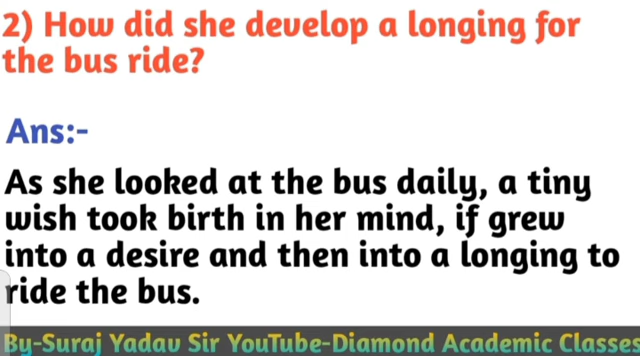 2) How did she develop a longing for
the bus ride?
Ans:-
As she looked at the bus daily, a tiny
wish took birth in her mind, if grew
into a desire and then into a longing to
ride the bus.
By-Suraj Yadav Sir YouTube-Diamond Academic Classes